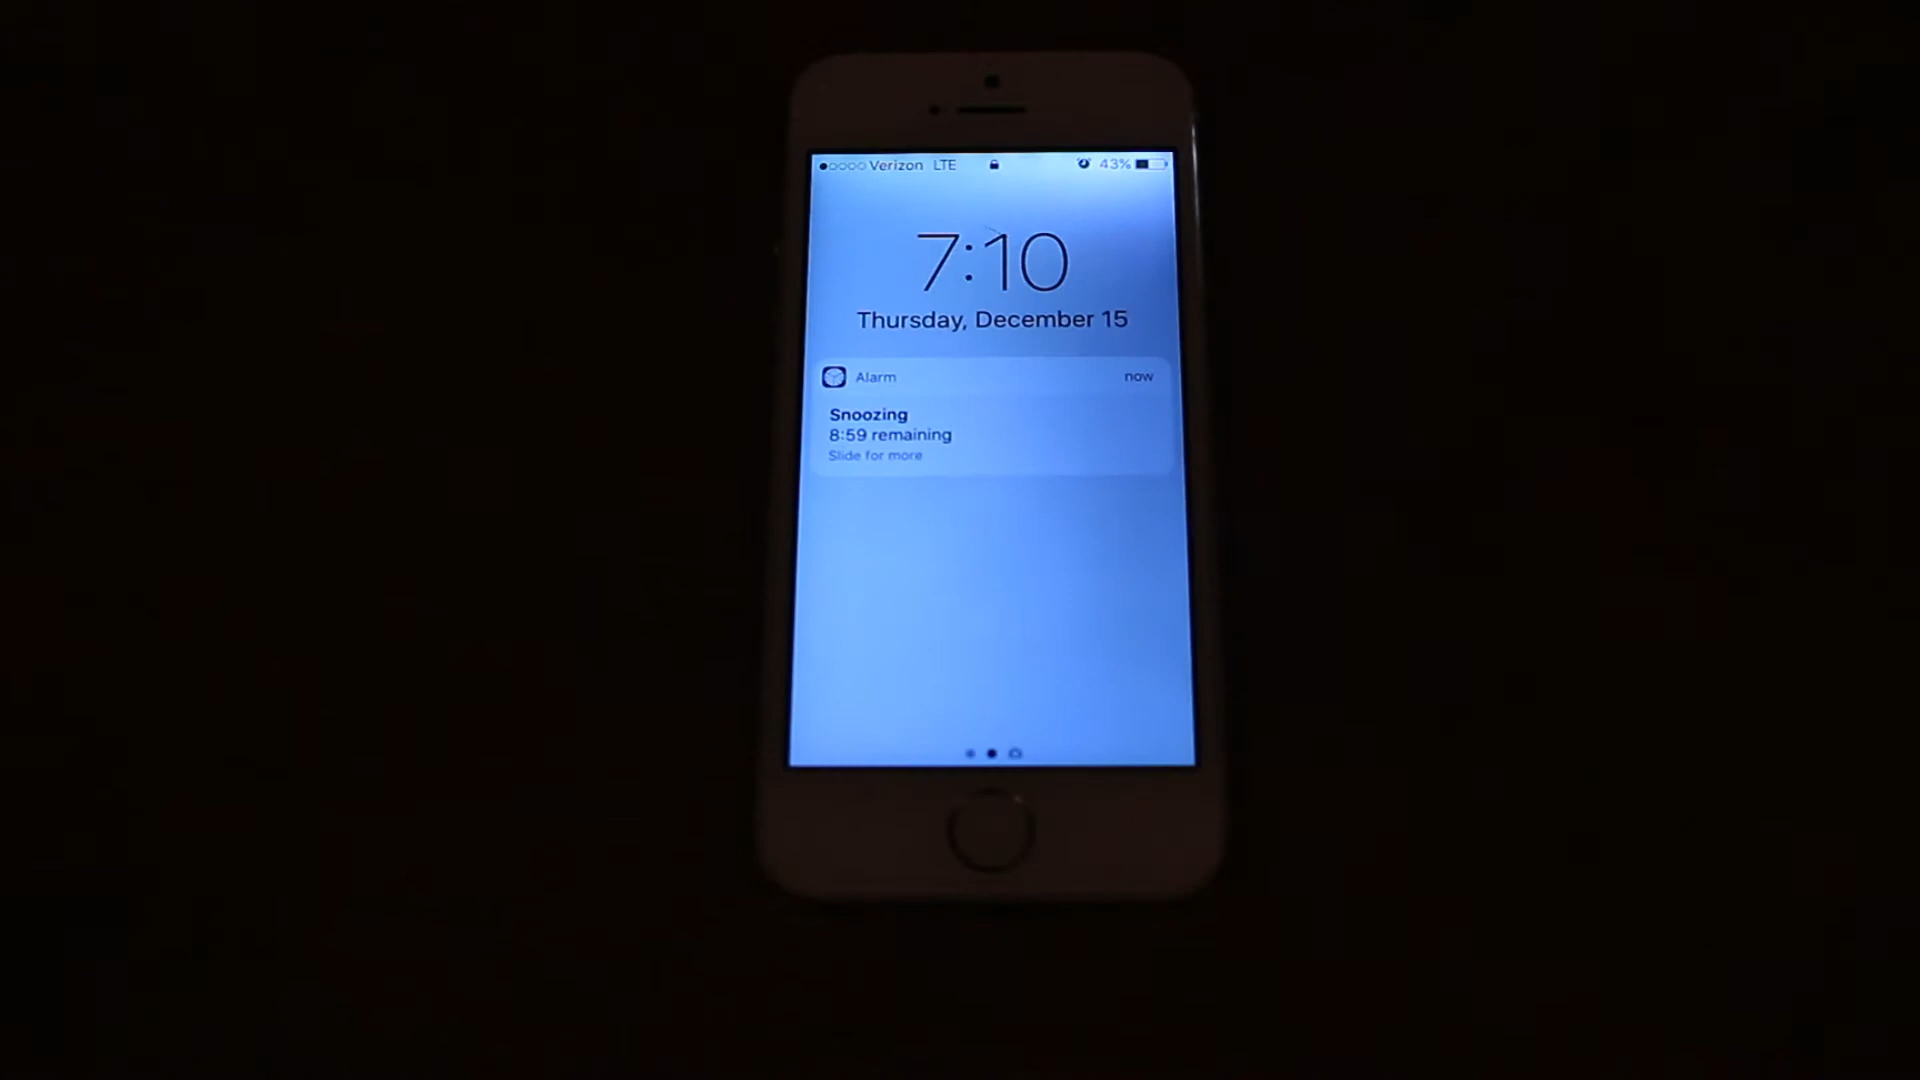 Verizon LTE 43%
7:10
Thursday, December 15
Alarm now
Snoozing
8:59 remaining
Slide for more